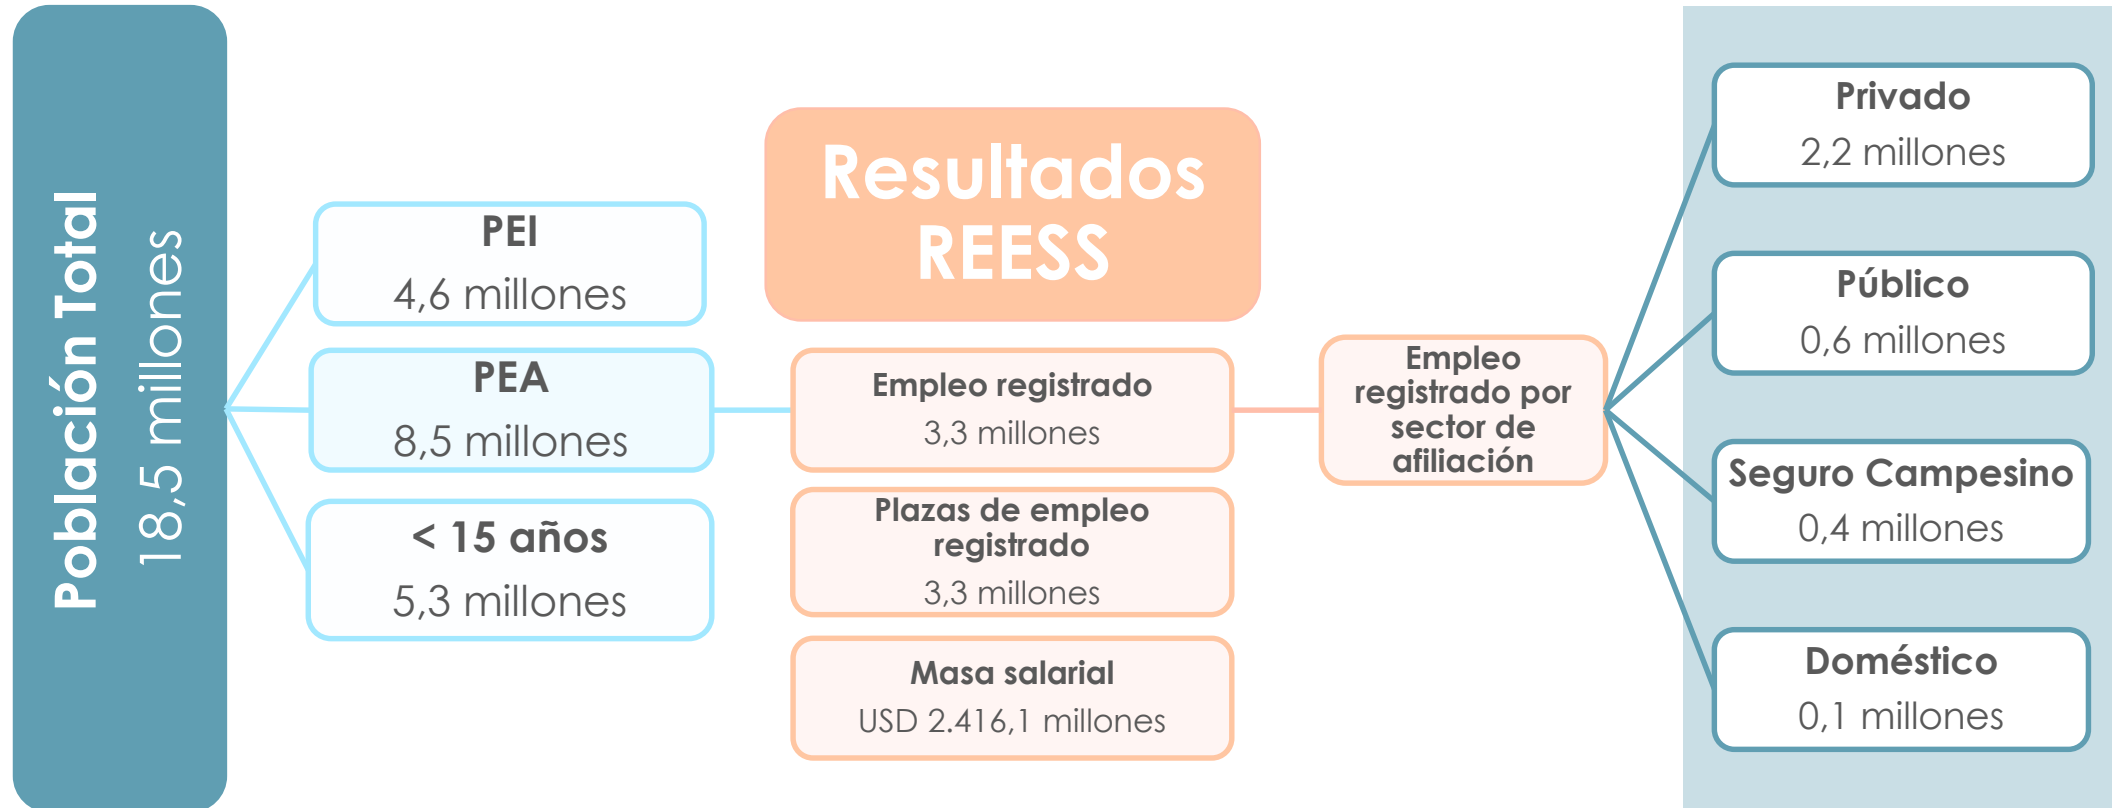 Población Total
18,5 millones
PEI
4,6 millones
PEA
8,5 millones
< 15 años
5,3 millones
Resultados
REESS
Empleo registrado
3,3 millones
Plazas de empleo
registrado
3,3 millones
Masa salarial
USD 2.416,1 millones
Empleo
registrado por
sector de
afiliación
Privado
2,2 millones
Público
0,6 millones
Seguro Campesino
0,4 millones
Doméstico
0,1 millones